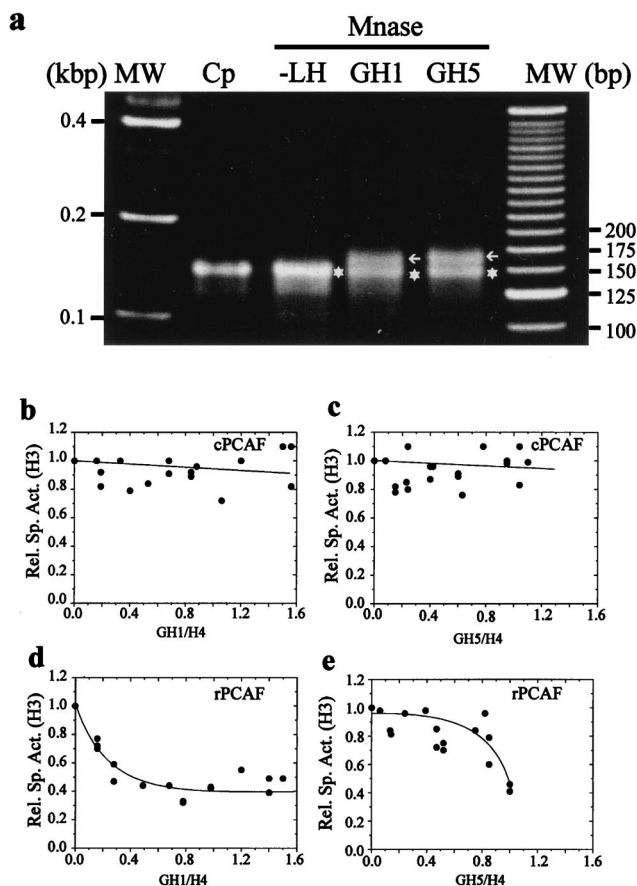 a
Mnase
(kbp) MW Cp -LH GH1 GH5 MW (bp)
0.4
0.2
0.1
200
175
150
125
100
b
cPCAF
Rel. Sp. Act. (H3)
1.2
1.0
0.8
0.6
0.4
0.2
0.0
0.0 0.4 0.8 1.2 1.6
GH1/H4
c
cPCAF
Rel. Sp. Act. (H3)
1.2
1.0
0.8
0.6
0.4
0.2
0.0
0.0 0.4 0.8 1.2 1.6
GH5/H4
d
rPCAF
Rel. Sp. Act. (H3)
1.2
1.0
0.8
0.6
0.4
0.2
0.0
0.0 0.4 0.8 1.2 1.6
GH1/H4
e
rPCAF
Rel. Sp. Act. (H3)
1.2
1.0
0.8
0.6
0.4
0.2
0.0
0.0 0.4 0.8 1.2 1.6
GH5/H4